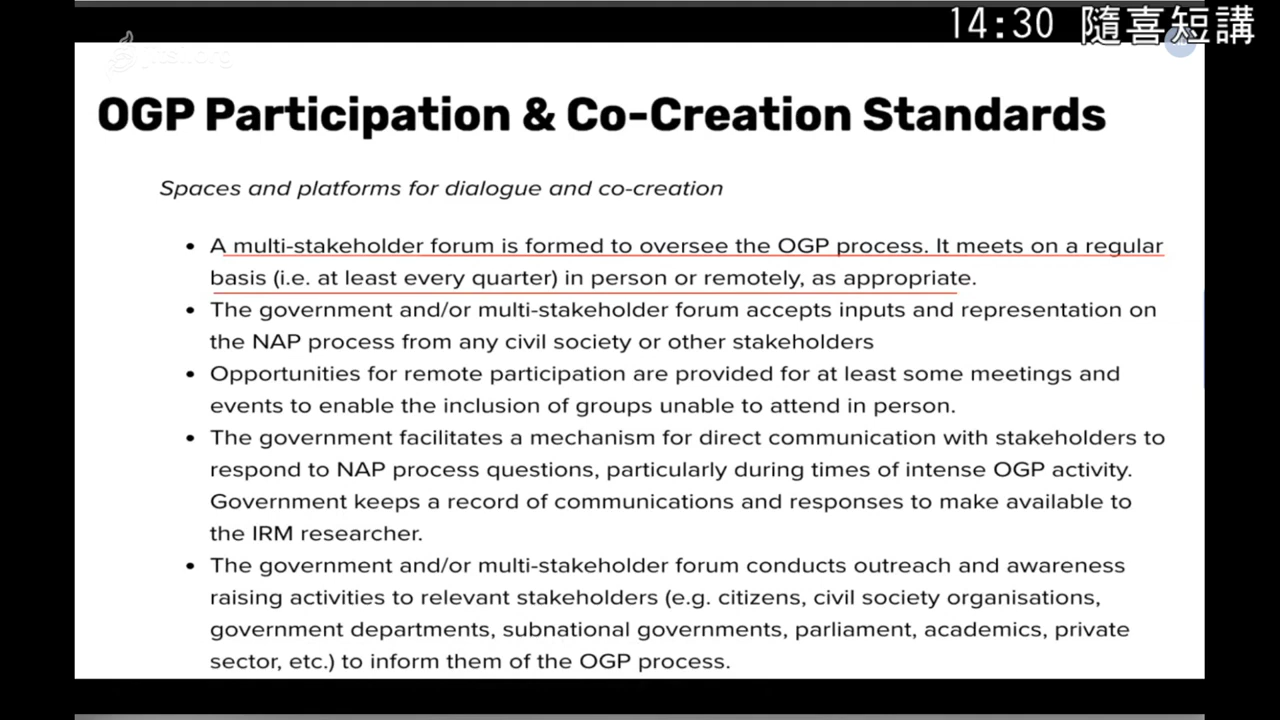 14:30 隨喜短講
jitsi.org
OGP Participation & Co-Creation Standards
Spaces and platforms for dialogue and co-creation
• A multi-stakeholder forum is formed to oversee the OGP process. It meets on a regular
basis (i.e. at least every quarter) in person or remotely, as appropriate.
• The government and/or multi-stakeholder forum accepts inputs and representation on
the NAP process from any civil society or other stakeholders
• Opportunities for remote participation are provided for at least some meetings and
events to enable the inclusion of groups unable to attend in person.
• The government facilitates a mechanism for direct communication with stakeholders to
respond to NAP process questions, particularly during times of intense OGP activity.
Government keeps a record of communications and responses to make available to
the IRM researcher.
• The government and/or multi-stakeholder forum conducts outreach and awareness
raising activities to relevant stakeholders (e.g. citizens, civil society organisations,
government departments, subnational governments, parliament, academics, private
sector, etc.) to inform them of the OGP process.